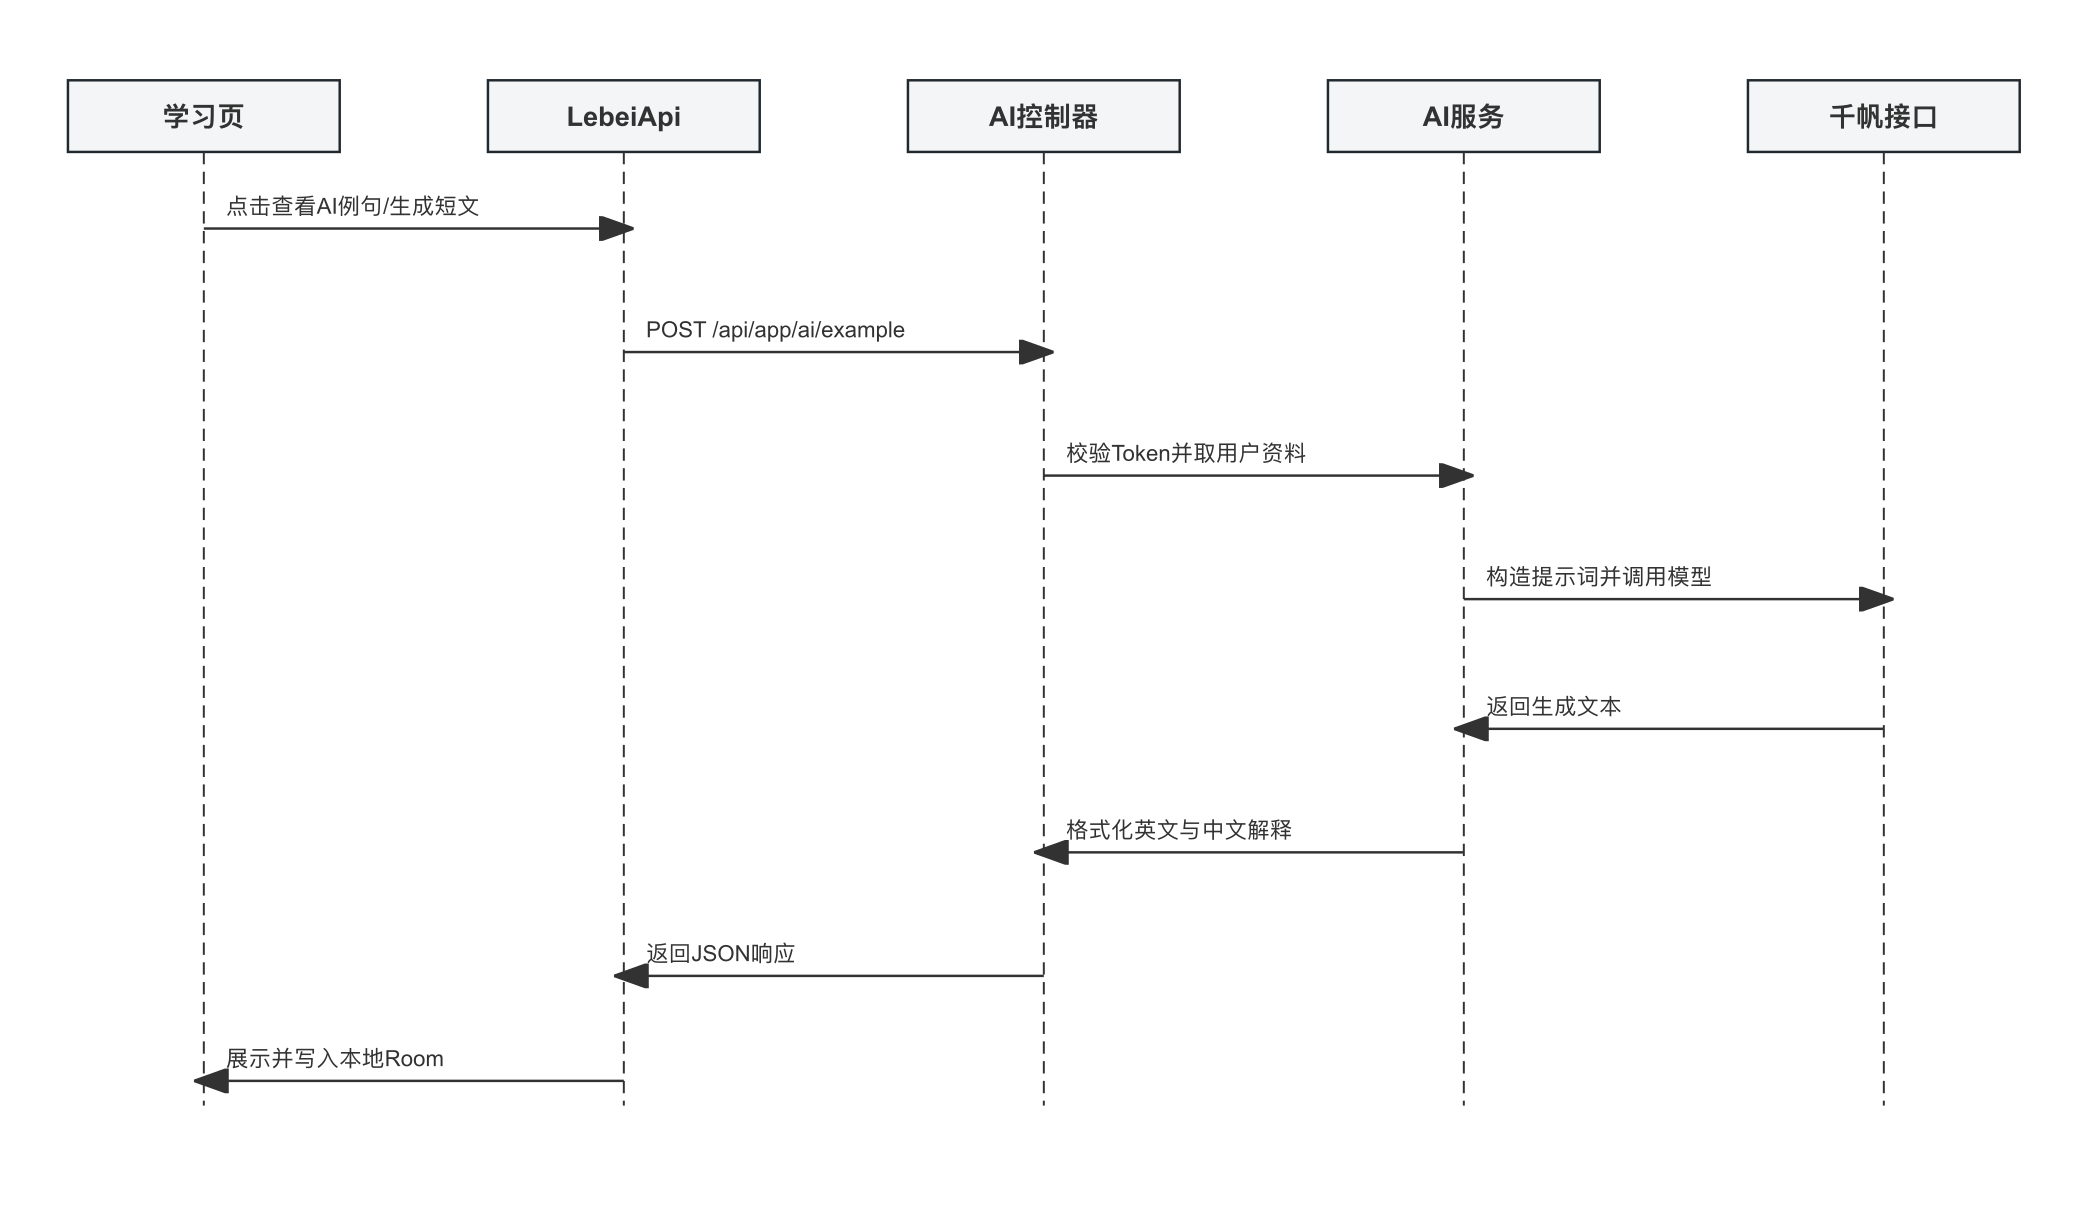 学习页
LebeiApi
AI控制器
AI服务
千帆接口
点击查看AI例句/生成短文
POST /api/app/ai/example
校验Token并取用户资料
构造提示词并调用模型
返回生成文本
格式化英文与中文解释
返回JSON响应
展示并写入本地Room